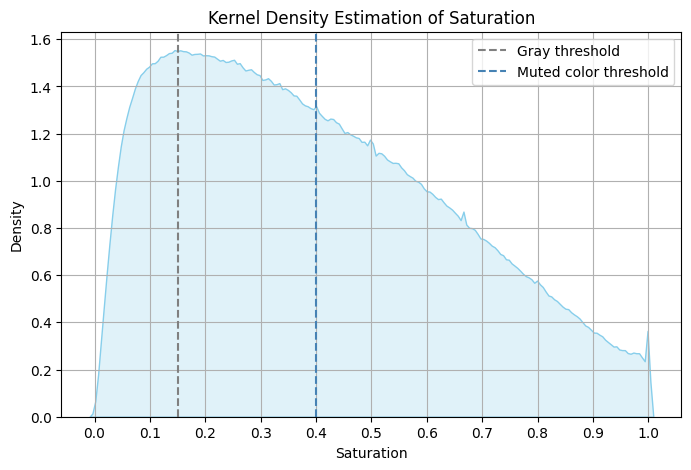 Kernel Density Estimation of Saturation
Gray threshold
Muted color threshold
Density
1.6
1.4
1.2
1.0
0.8
0.6
0.4
0.2
0.0
0.0 0.1 0.2 0.3 0.4 0.5 0.6 0.7 0.8 0.9 1.0
Saturation